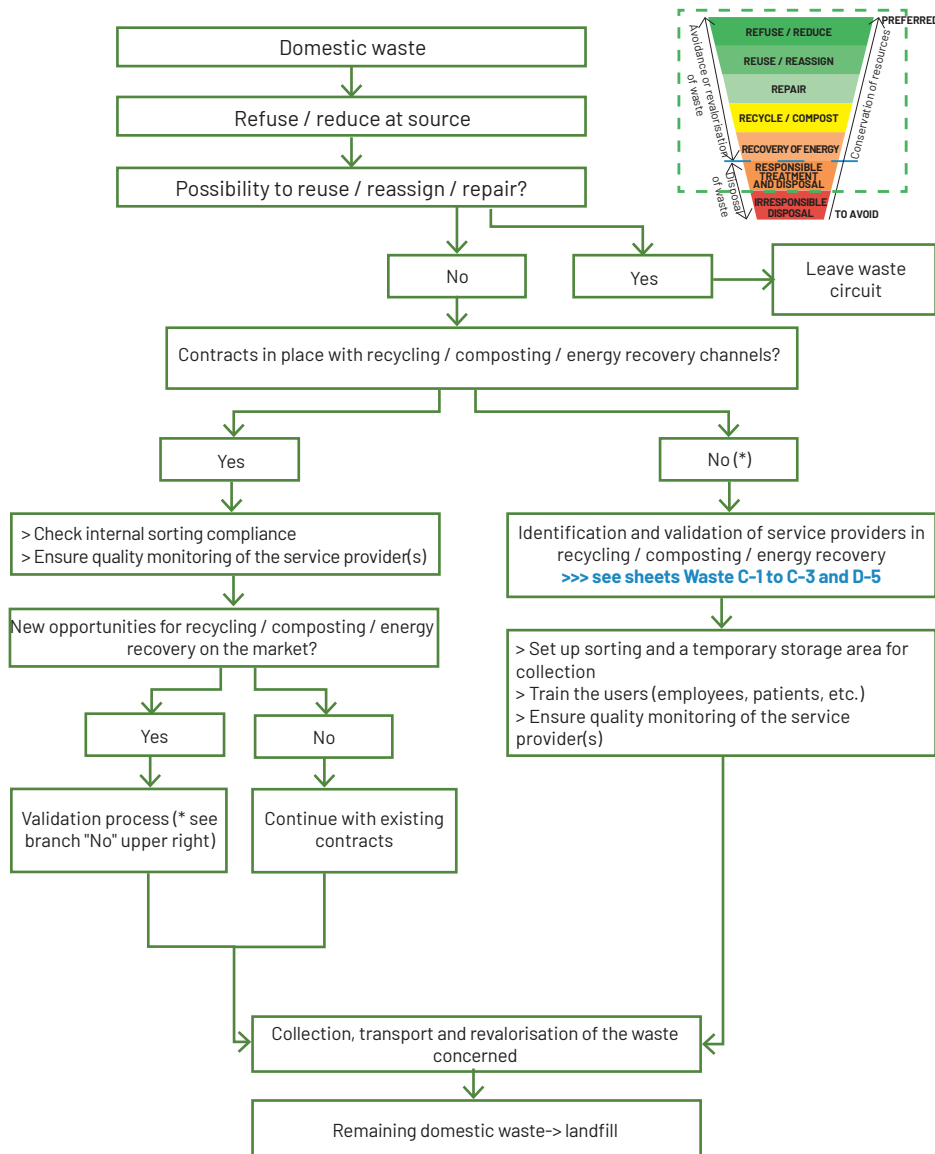 Domestic waste
Refuse / reduce at source
Possibility to reuse / reassign / repair?
PREFERRED
REFUSE / REDUCE
REUSE / REASSIGN
REPAIR
RECYCLE / COMPOST
RECOVERY OF ENERGY
RESPONSIBLE
TREATMENT
AND DISPOSAL
IRRESPONSIBLE
DISPOSAL
TO AVOID
Avoidance or revalorisation
of waste
Disposal
of waste
Conservation of resources
No
Yes
Leave waste
circuit
Contracts in place with recycling / composting / energy recovery channels?
Yes
No (*)
> Check internal sorting compliance
> Ensure quality monitoring of the service provider(s)
Identification and validation of service providers in
recycling / composting / energy recovery
>>> see sheets Waste C-1 to C-3 and D-5
New opportunities for recycling / composting / energy
recovery on the market?
> Set up sorting and a temporary storage area for
collection
> Train the users (employees, patients, etc.)
> Ensure quality monitoring of the service
provider(s)
Yes
No
Validation process (* see
branch "No" upper right)
Continue with existing
contracts
Collection, transport and revalorisation of the waste
concerned
Remaining domestic waste-> landfill